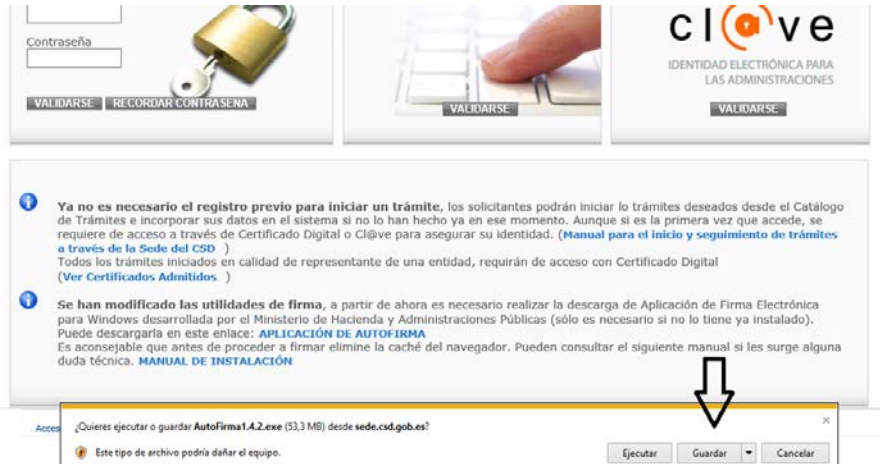 Contraseña
VALIDARSE RECORDAR CONTRASEÑA
VALIDARSE
cl@ve
IDENTIDAD ELECTRÓNICA PARA
LAS ADMINISTRACIONES
VALIDARSE
Ya no es necesario el registro previo para iniciar un trámite, los solicitantes podrán iniciar lo trámites deseados desde el Catálogo
de Trámites e incorporar sus datos en el sistema si no lo han hecho ya en ese momento. Aunque si es la primera vez que accede, se
requiere de acceso a través de Certificado Digital o Cl@ve para asegurar su identidad. (Manual para el inicio y seguimiento de trámites
a través de la Sede del CSD )
Todos los trámites iniciados en calidad de representante de una entidad, requirán de acceso con Certificado Digital
(Ver Certificados Admitidos )
Se han modificado las utilidades de firma, a partir de ahora es necesario realizar la descarga de Aplicación de Firma Electrónica
para Windows desarrollada por el Ministerio de Hacienda y Administraciones Públicas (sólo es necesario si no lo tiene ya instalado).
Puede descargarla en este enlace: APLICACIÓN DE AUTOFIRMA
Es aconsejable que antes de proceder a firmar elimine la caché del navegador. Pueden consultar el siguiente manual si les surge alguna
duda técnica. MANUAL DE INSTALACIÓN
Acces
¿Quieres ejecutar o guardar AutoFirma1.4.2.exe (53,3 MB) desde sede.csd.gob.es?
Este tipo de archivo podría dañar el equipo.
Ejecutar Guardar Cancelar